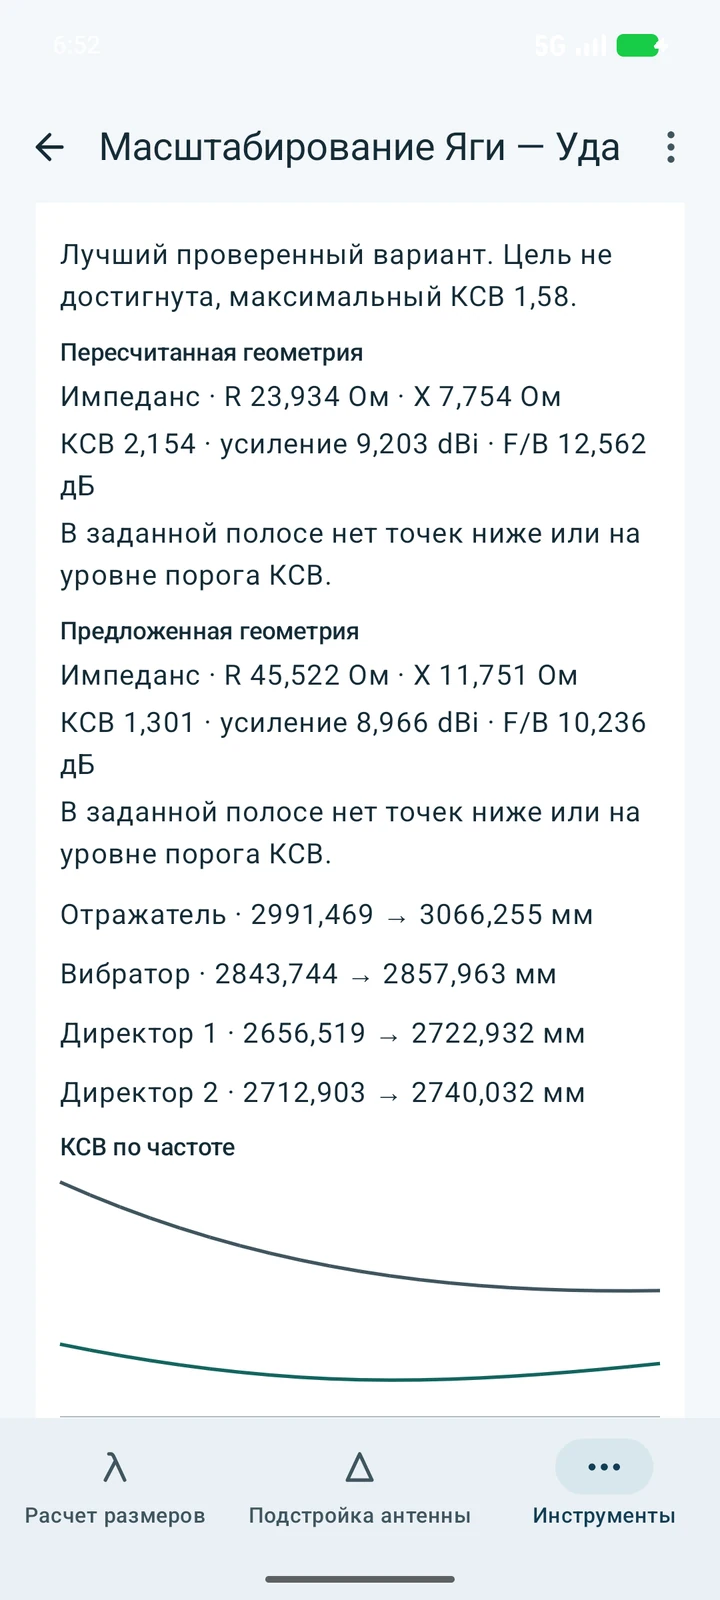 6:52
5G
Масштабирование Яги — Уда
Лучший проверенный вариант. Цель не
достигнута, максимальный КСВ 1,58.
Пересчитанная геометрия
Импеданс · R 23,934 Ом · X 7,754 Ом
КСВ 2,154 · усиление 9,203 dBi · F/B 12,562
дБ
В заданной полосе нет точек ниже или на
уровне порога КСВ.
Предложенная геометрия
Импеданс · R 45,522 Ом · X 11,751 Ом
КСВ 1,301 · усиление 8,966 dBi · F/B 10,236
дБ
В заданной полосе нет точек ниже или на
уровне порога КСВ.
Отражатель · 2991,469 → 3066,255 мм
Вибратор · 2843,744 → 2857,963 мм
Директор 1 · 2656,519 → 2722,932 мм
Директор 2 · 2712,903 → 2740,032 мм
КСВ по частоте
λ
Расчет размеров
Подстройка антенны
Инструменты